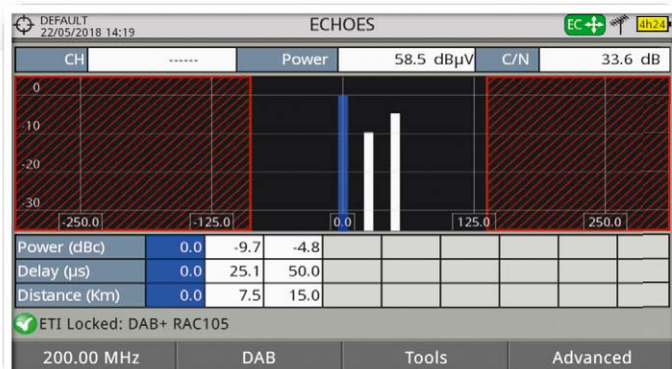 DEFAULT
22/05/2018 14:19
ECHOES
EC
4h24
CH ------ Power 58.5 dBµV C/N 33.6 dB
0
-10
-20
-30
-250.0 -125.0 0.0 125.0 250.0
Power (dBc) 0.0 -9.7 -4.8
Delay (µs) 0.0 25.1 50.0
Distance (Km) 0.0 7.5 15.0
ETI Locked: DAB+ RAC105
200.00 MHz DAB Tools Advanced